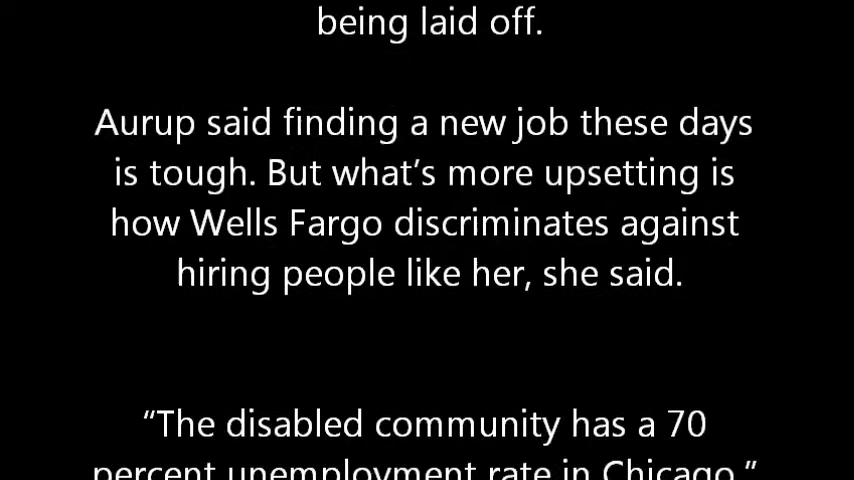 being laid off.
Aurup said finding a new job these days
is tough. But what’s more upsetting is
how Wells Fargo discriminates against
hiring people like her, she said.
“The disabled community has a 70
percent unemployment rate in Chicago,”